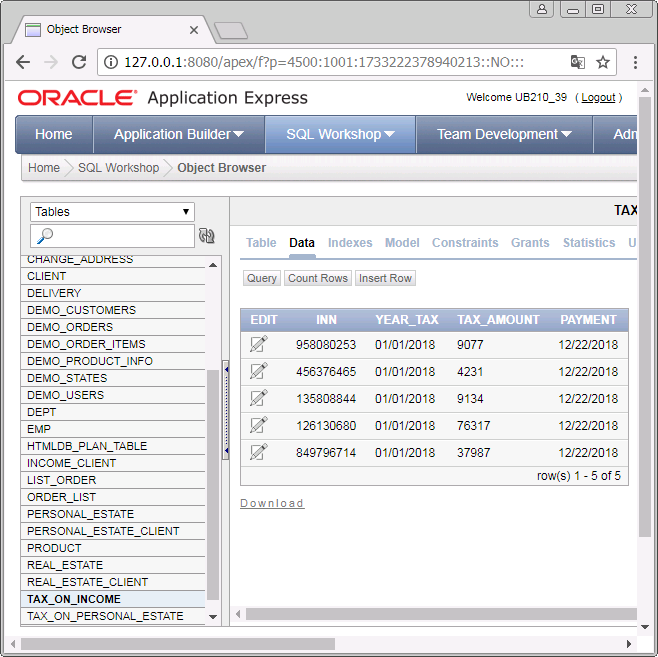 Object Browser
127.0.0.1:8080/apex/f?p=4500:1001:1733222378940213::NO:::
ORACLE® Application Express
Welcome UB210_39 ( Logout )
Home Application Builder SQL Workshop Team Development Adn
Home SQL Workshop Object Browser
Tables
TAX
Table Data Indexes Model Constraints Grants Statistics U
Query Count Rows Insert Row
CHANGE_ADDRESS
CLIENT
DELIVERY
DEMO_CUSTOMERS
DEMO_ORDERS
DEMO_ORDER_ITEMS
DEMO_PRODUCT_INFO
DEMO_STATES
DEMO_USERS
DEPT
EMP
HTMLDB_PLAN_TABLE
INCOME_CLIENT
LIST_ORDER
ORDER_LIST
PERSONAL_ESTATE
PERSONAL_ESTATE_CLIENT
PRODUCT
REAL_ESTATE
REAL_ESTATE_CLIENT
TAX_ON_INCOME
TAX_ON_PERSONAL_ESTATE
EDIT INN YEAR_TAX TAX_AMOUNT PAYMENT
958080253 01/01/2018 9077 12/22/2018
456376465 01/01/2018 4231 12/22/2018
135808844 01/01/2018 9134 12/22/2018
126130680 01/01/2018 76317 12/22/2018
849796714 01/01/2018 37987 12/22/2018
row(s) 1 - 5 of 5
Download